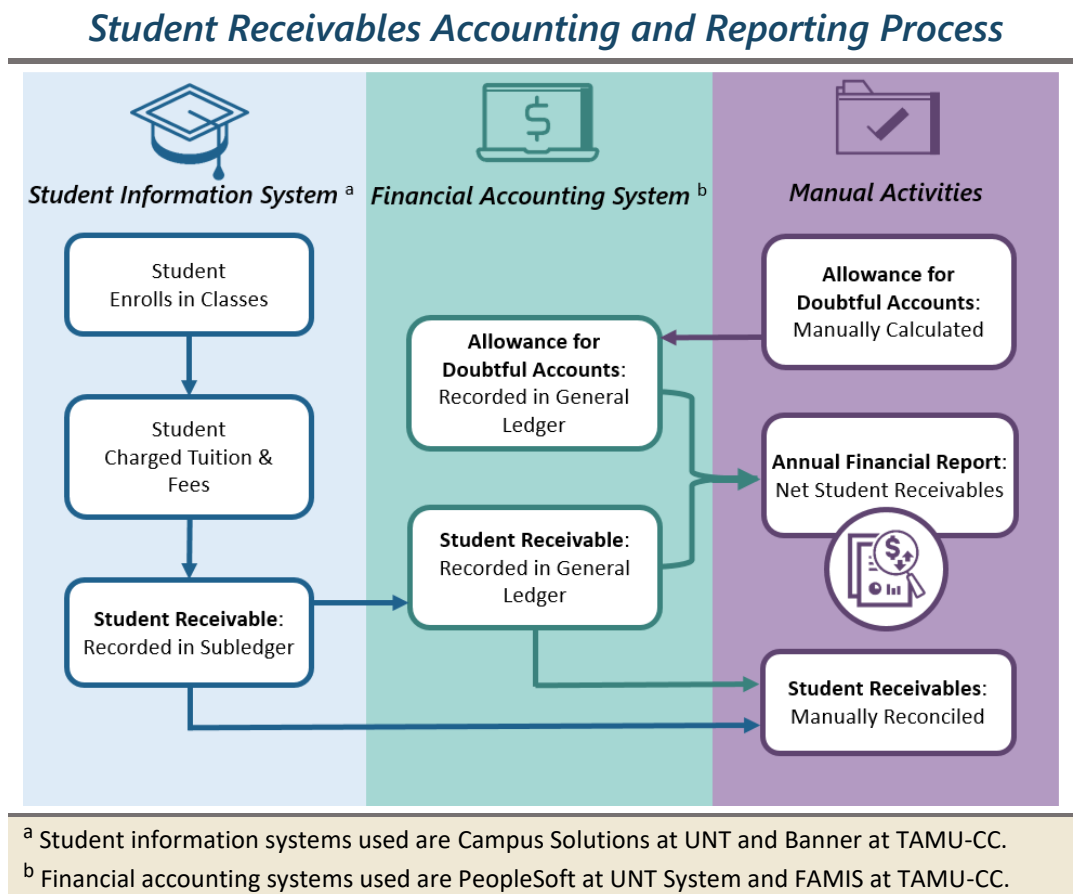 Student Receivables Accounting and Reporting Process
Student Information System a
Student
Enrolls in Classes
Student
Charged Tuition &
Fees
Student Receivable:
Recorded in Subledger
$
Financial Accounting System b
Allowance for
Doubtful Accounts:
Recorded in General
Ledger
Student Receivable:
Recorded in General
Ledger
Manual Activities
Allowance for
Doubtful Accounts:
Manually Calculated
Annual Financial Report:
Net Student Receivables
$
Student Receivables:
Manually Reconciled
a Student information systems used are Campus Solutions at UNT and Banner at TAMU-CC.
b Financial accounting systems used are PeopleSoft at UNT System and FAMIS at TAMU-CC.